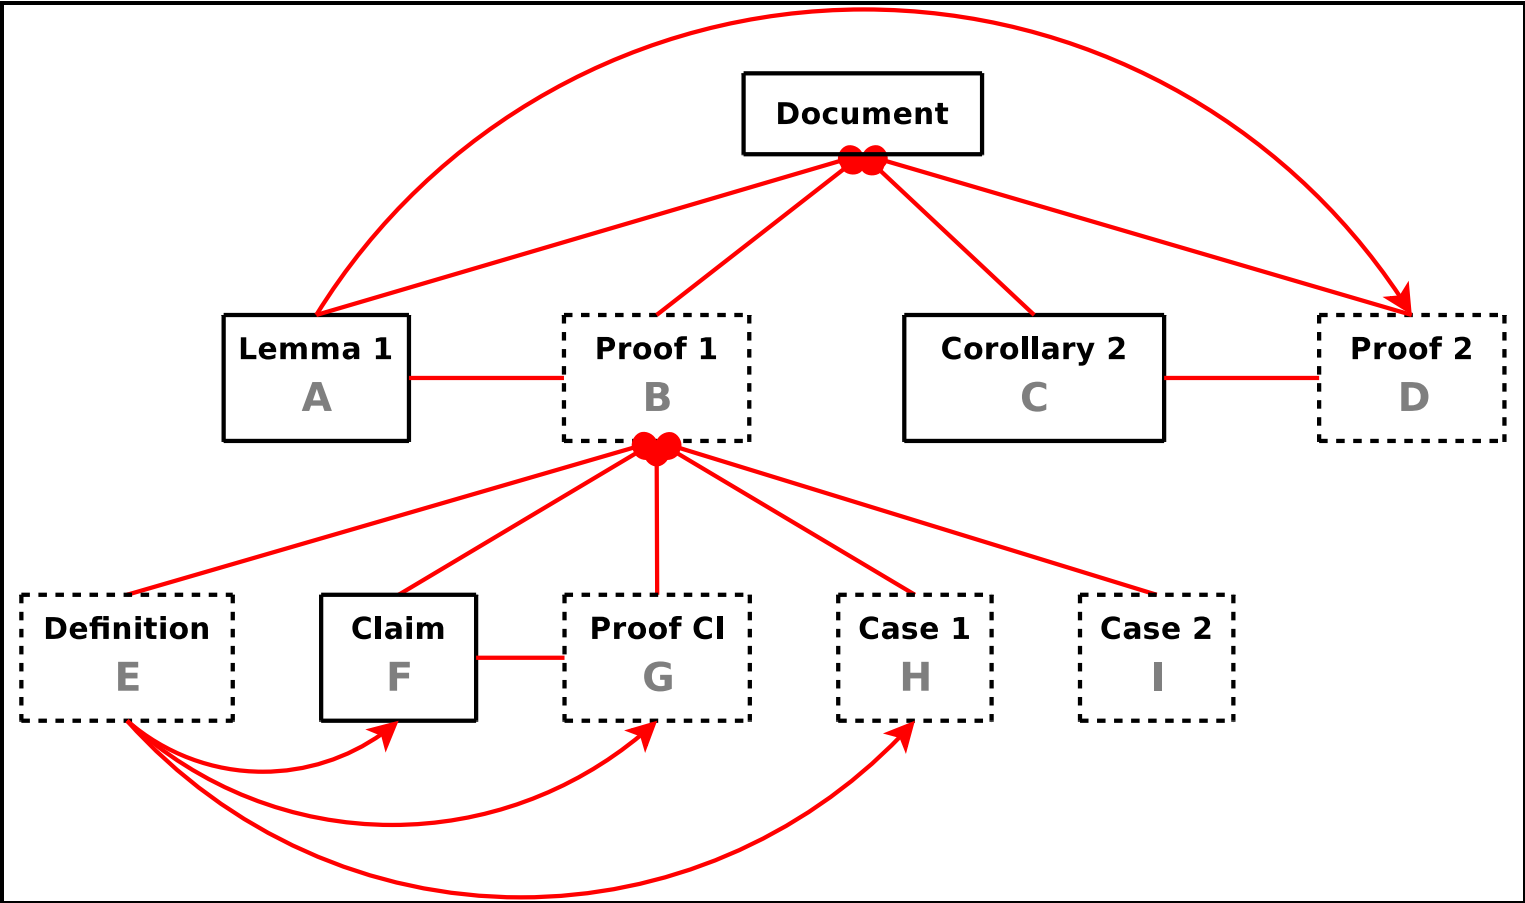 Document
Lemma 1
A
Proof 1
B
Corollary 2
C
Proof 2
D
Definition
E
Claim
F
Proof Cl
G
Case 1
H
Case 2
I